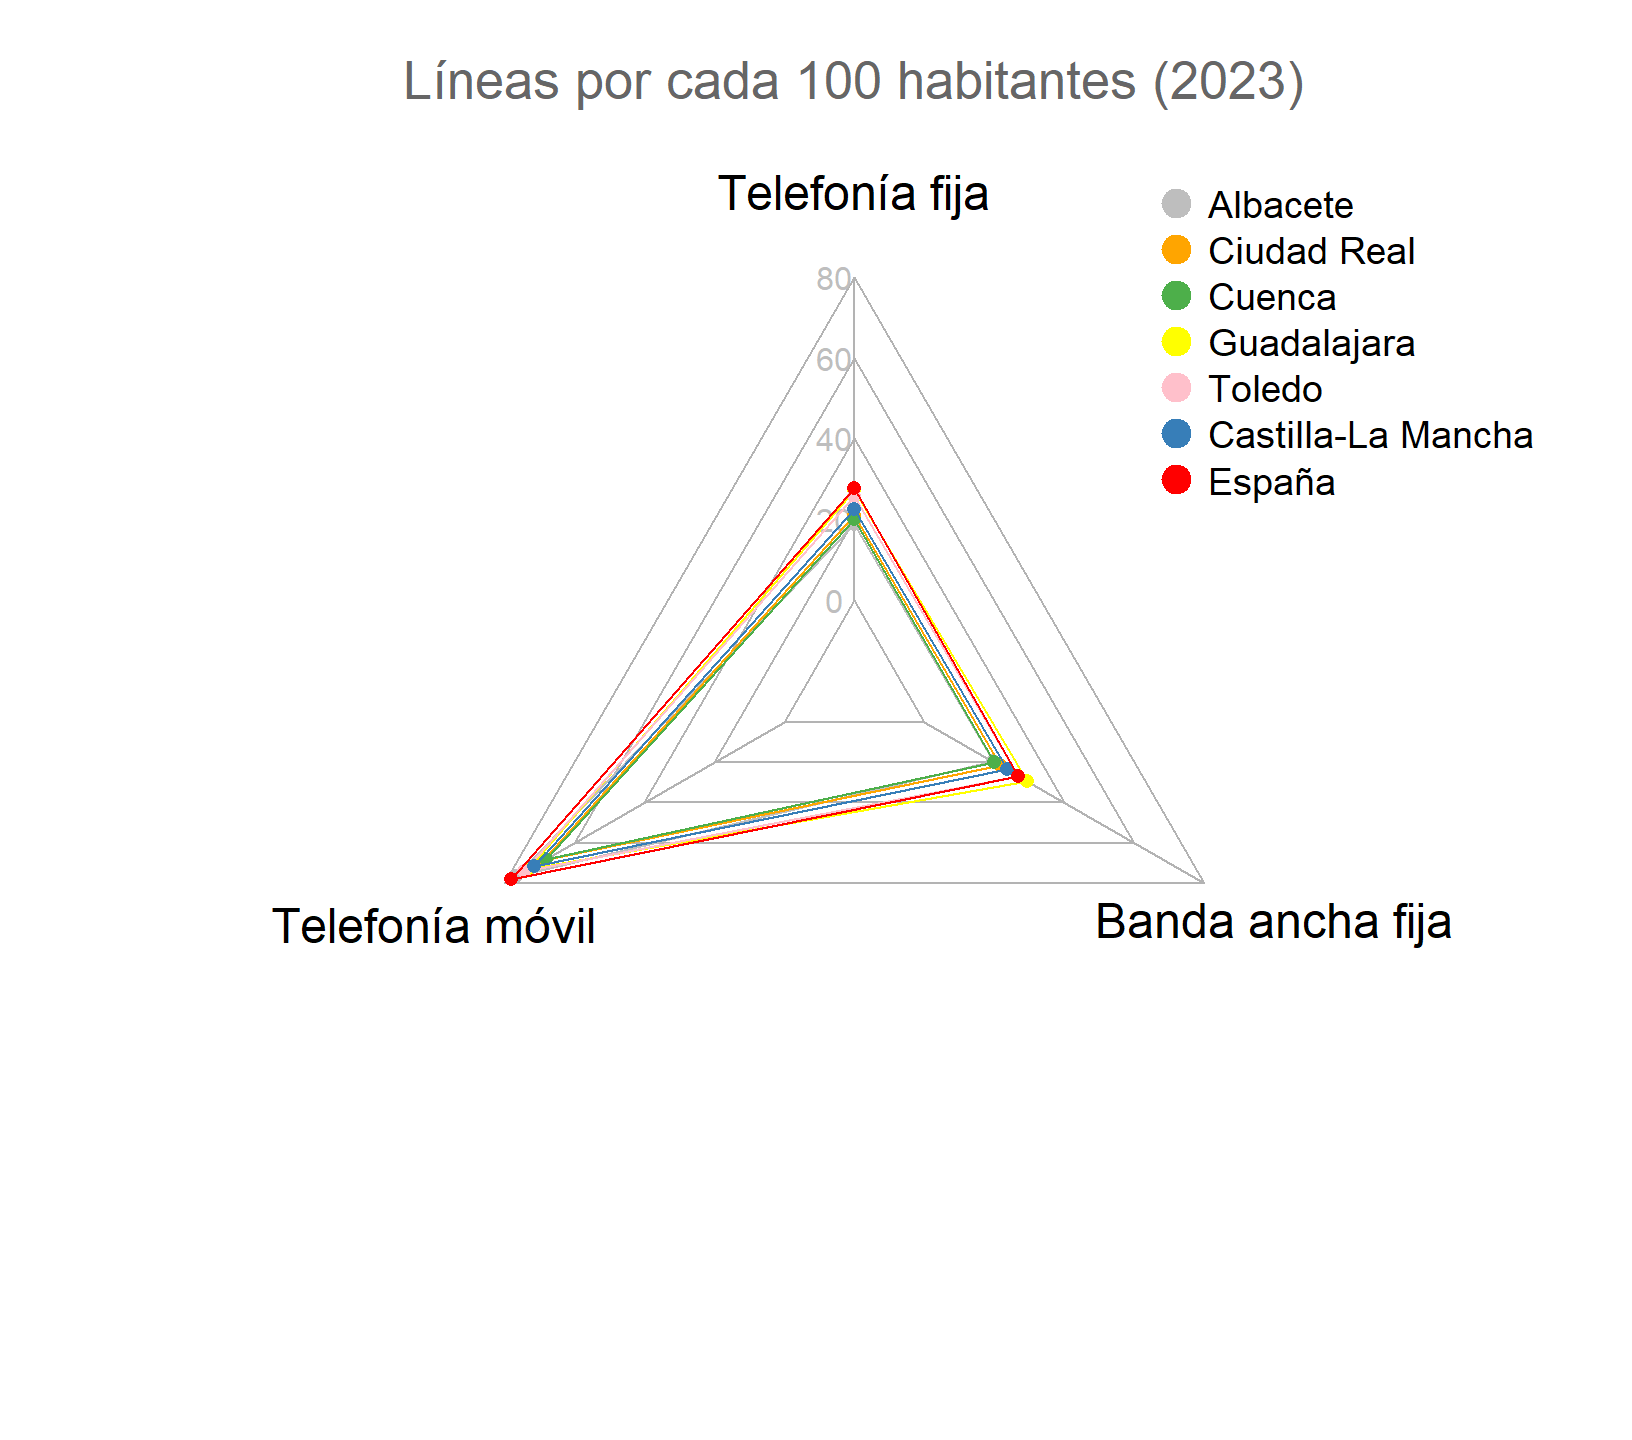 Líneas por cada 100 habitantes (2023)
Telefonía fija
Albacete
Ciudad Real
Cuenca
Guadalajara
Toledo
Castilla-La Mancha
España
80
60
40
20
0
Telefonía móvil
Banda ancha fija